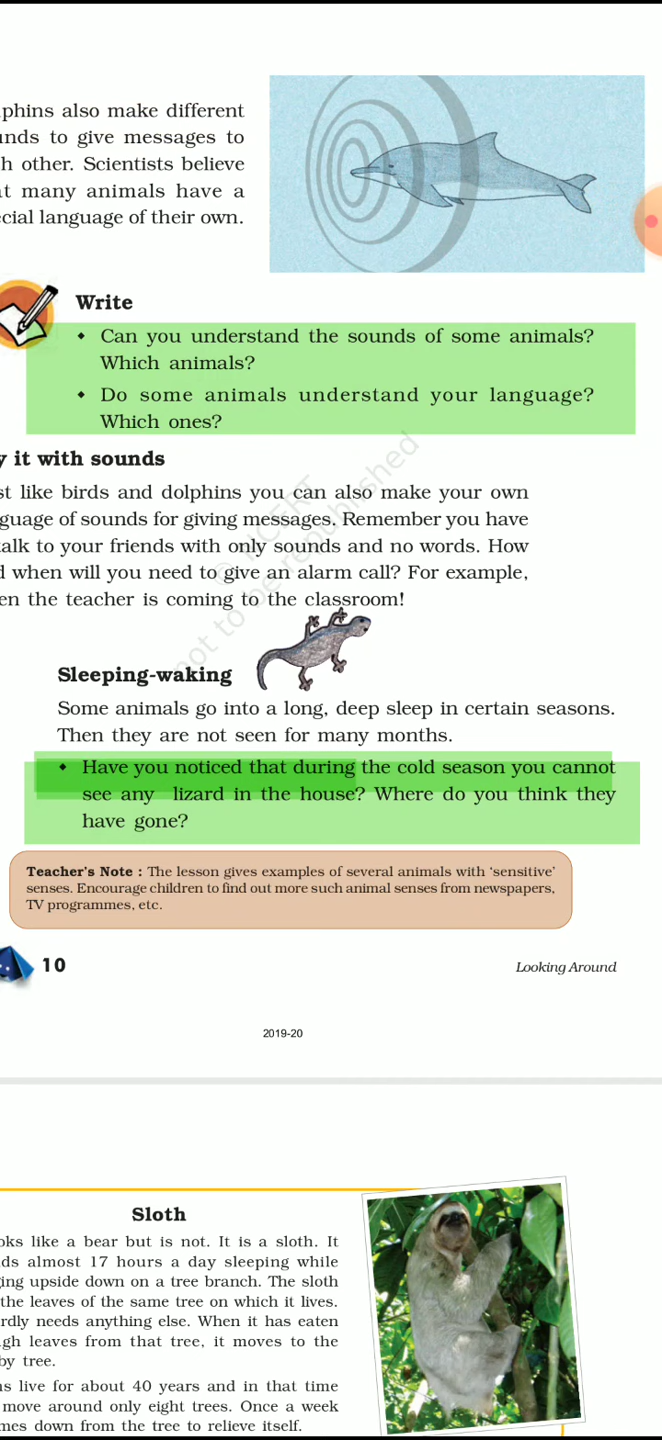 lphins also make different
unds to give messages to
h other. Scientists believe
at many animals have a
ecial language of their own.
Write
◆ Can you understand the sounds of some animals?
Which animals?
◆ Do some animals understand your language?
Which ones?
y it with sounds
st like birds and dolphins you can also make your own
guage of sounds for giving messages. Remember you have
talk to your friends with only sounds and no words. How
d when will you need to give an alarm call? For example,
en the teacher is coming to the classroom!
© NCERT
not to be republished
Sleeping-waking
Some animals go into a long, deep sleep in certain seasons.
Then they are not seen for many months.
◆ Have you noticed that during the cold season you cannot
see any lizard in the house? Where do you think they
have gone?
Teacher's Note : The lesson gives examples of several animals with 'sensitive'
senses. Encourage children to find out more such animal senses from newspapers,
TV programmes, etc.
10
Looking Around
2019-20
Sloth
oks like a bear but is not. It is a sloth. It
nds almost 17 hours a day sleeping while
ging upside down on a tree branch. The sloth
the leaves of the same tree on which it lives.
rdly needs anything else. When it has eaten
ugh leaves from that tree, it moves to the
by tree.
hs live for about 40 years and in that time
move around only eight trees. Once a week
mes down from the tree to relieve itself.